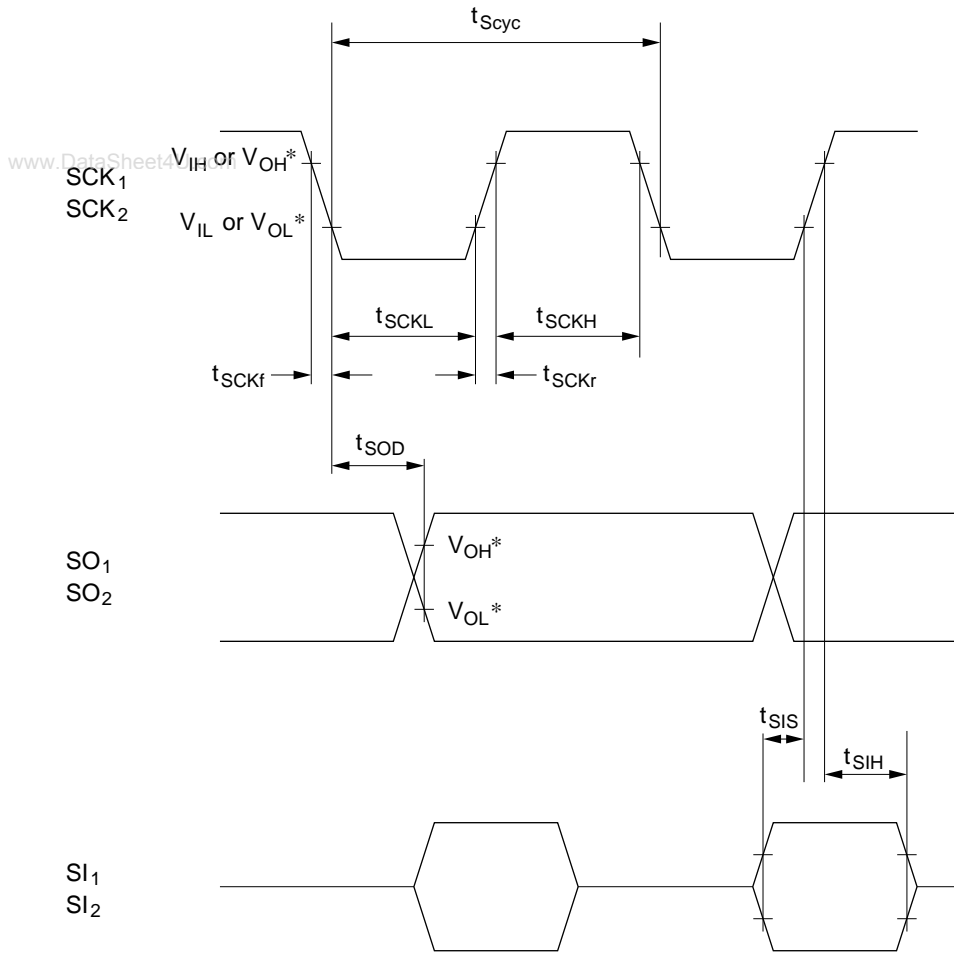 tScyc
www.DataSheet4U.com
VIH or VOH*
SCK1
SCK2
VIL or VOL*
tSCKL
tSCKH
tSCKf
tSCKr
tSOD
VOH*
SO1
SO2
VOL*
tSIS
tSIH
SI1
SI2